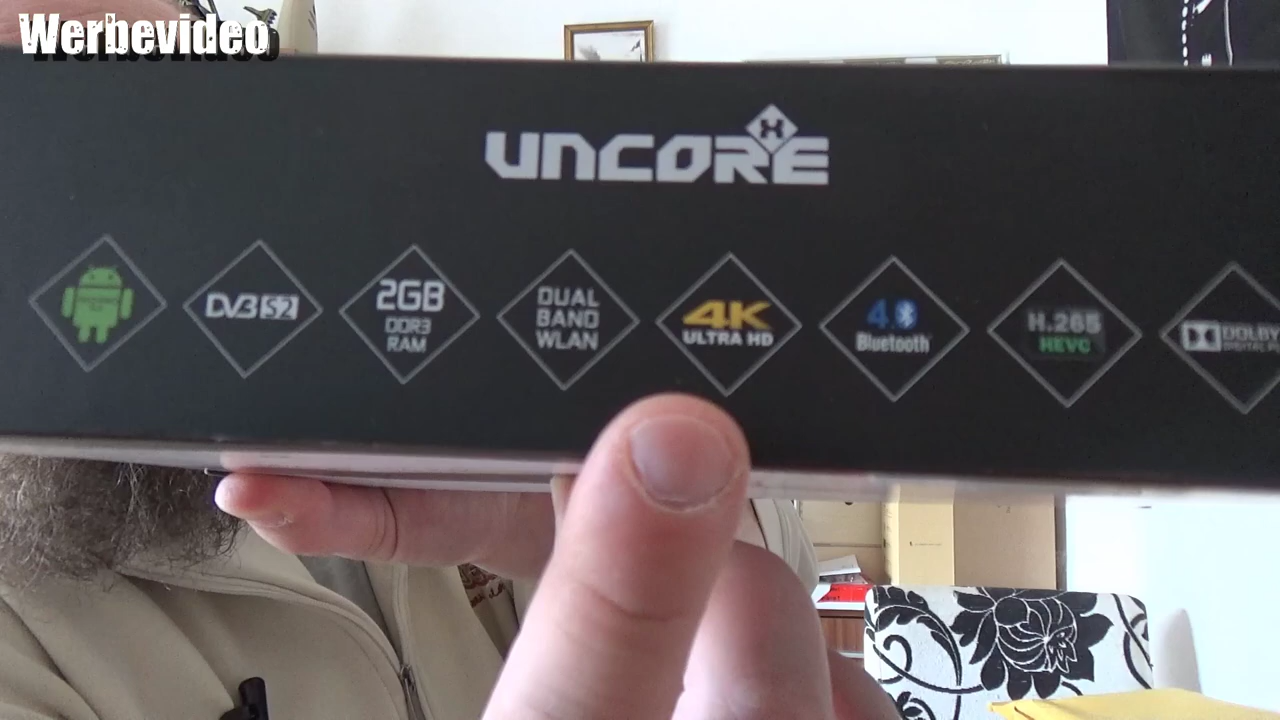 Werbevideo
UNCORE
X
DVB S2
2GB
DDR3
RAM
DUAL
BAND
WLAN
4K
ULTRA HD
4.0
Bluetooth
H.265
HEVC
DOLBY